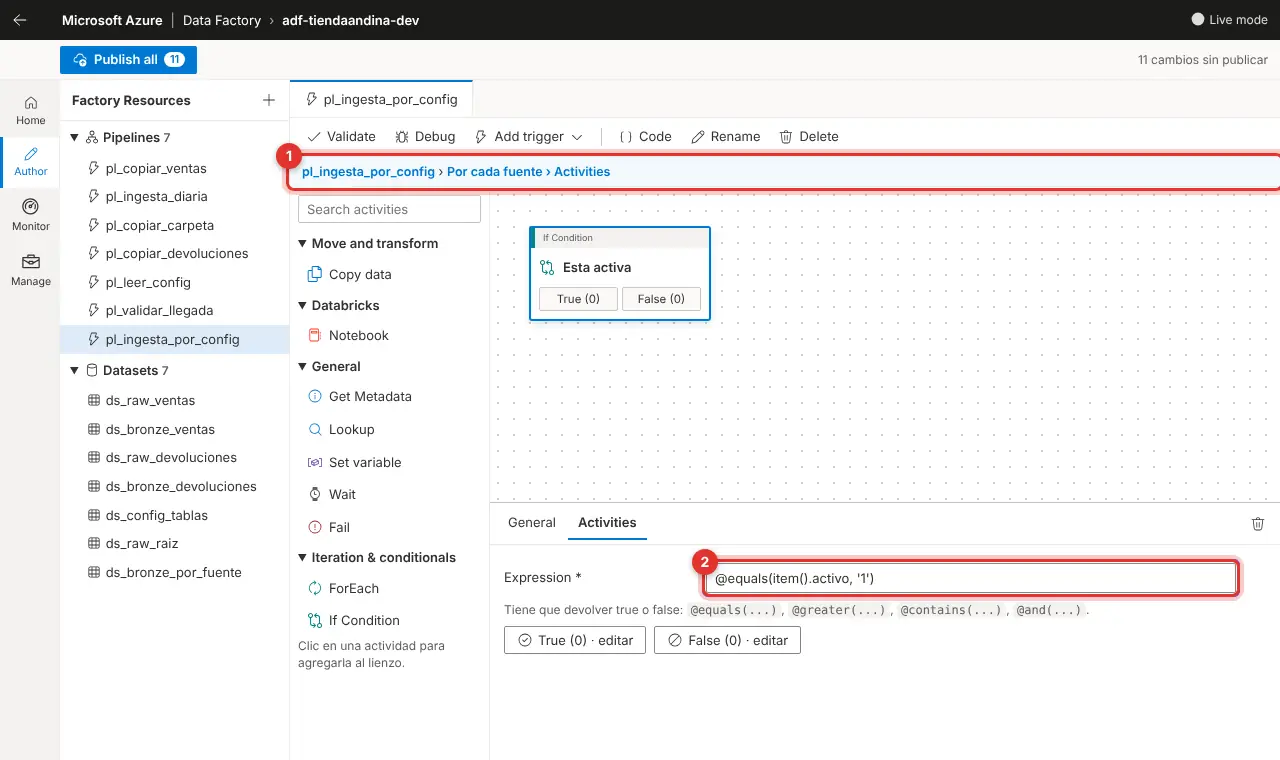 Microsoft Azure | Data Factory › adf-tiendaandina-dev
Live mode
Publish all 11
11 cambios sin publicar
Home
Author
Monitor
Manage
Factory Resources
Pipelines 7
pl_copiar_ventas
pl_ingesta_diaria
pl_copiar_carpeta
pl_copiar_devoluciones
pl_leer_config
pl_validar_llegada
pl_ingesta_por_config
Datasets 7
ds_raw_ventas
ds_bronze_ventas
ds_raw_devoluciones
ds_bronze_devoluciones
ds_config_tablas
ds_raw_raiz
ds_bronze_por_fuente
pl_ingesta_por_config
Validate Debug Add trigger Code Rename Delete
1
pl_ingesta_por_config › Por cada fuente › Activities
Search activities
Move and transform
Copy data
Databricks
Notebook
General
Get Metadata
Lookup
Set variable
Wait
Fail
Iteration & conditionals
ForEach
If Condition
Clic en una actividad para
agregarla al lienzo.
If Condition
Esta activa
True (0) False (0)
General Activities
2
Expression * @equals(item().activo, '1')
Tiene que devolver true o false: @equals(...), @greater(...), @contains(...), @and(...).
True (0) · editar False (0) · editar